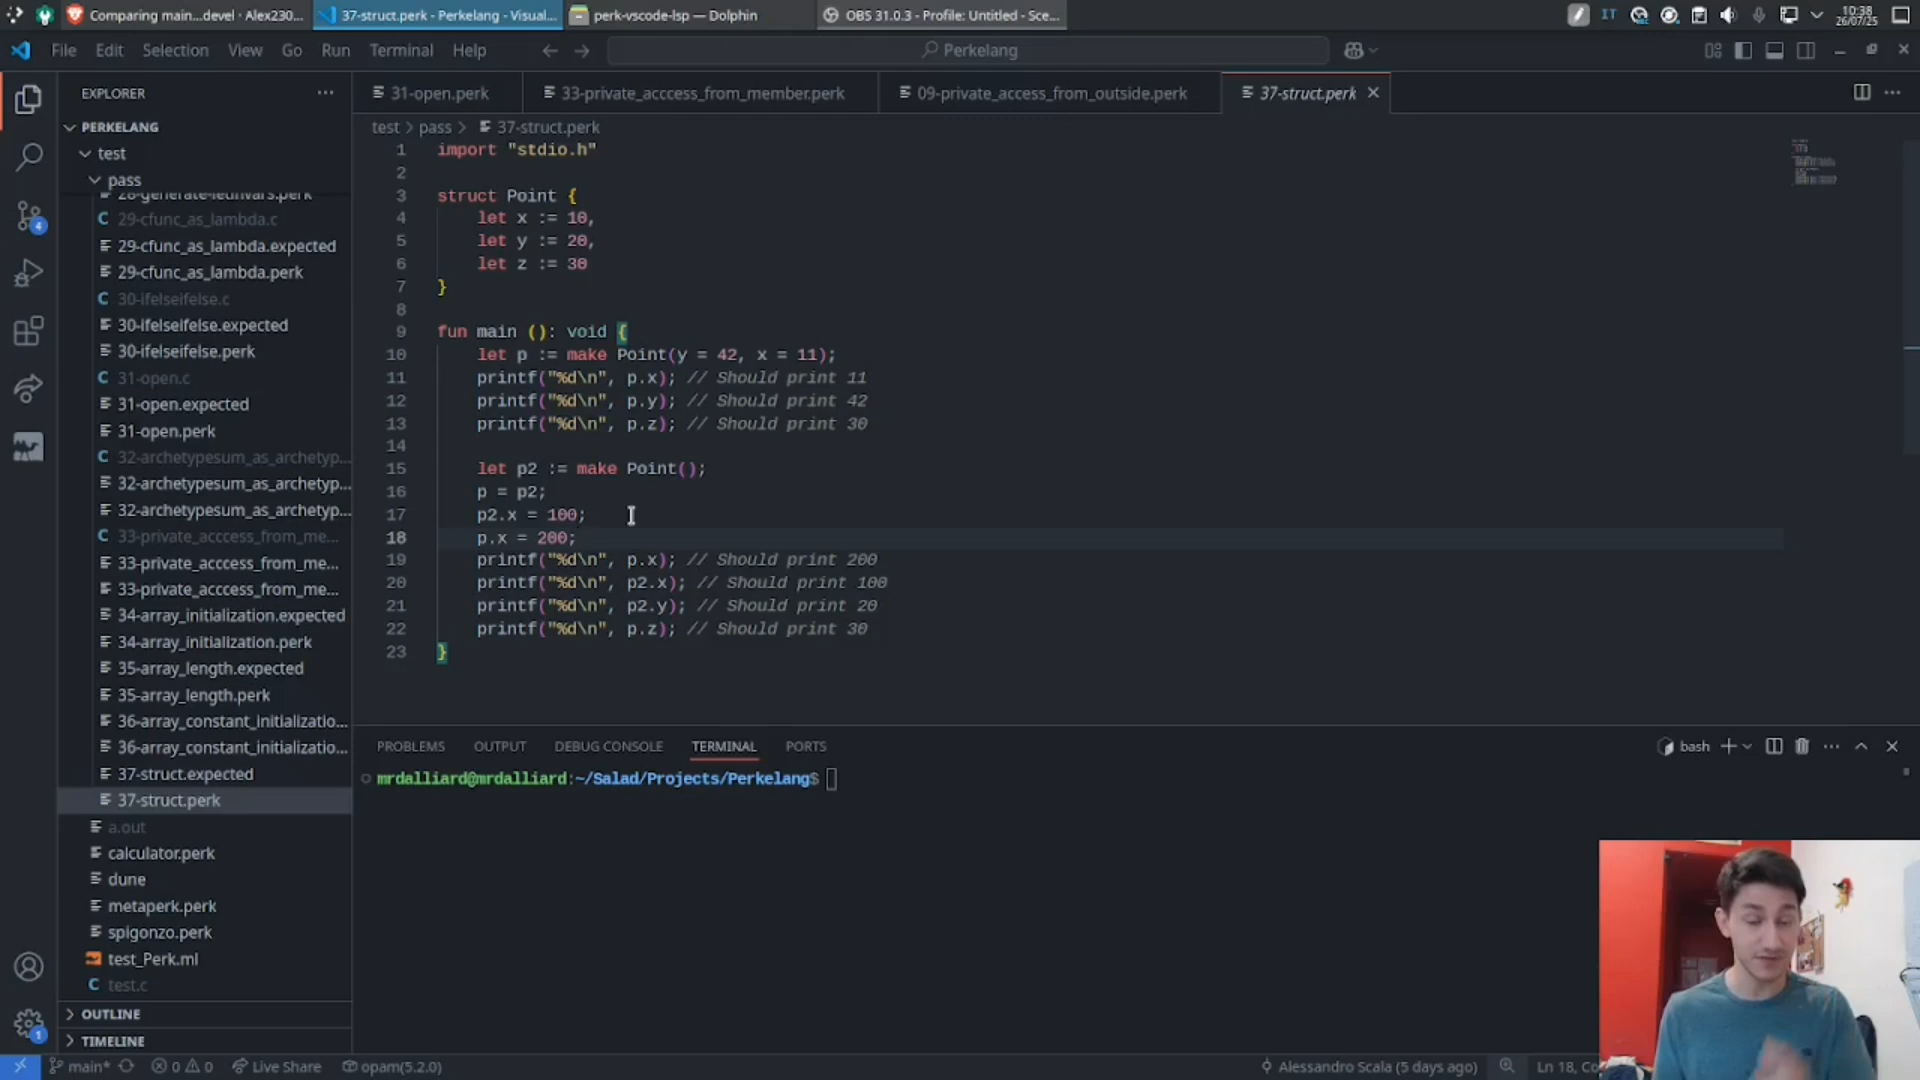 Comparing main...devel · Alex230...
37-struct.perk - Perkelang - Visual...
perk-vscode-lsp — Dolphin
OBS 31.0.3 - Profile: Untitled - Sce...
IT
10:38
26/07/25
File Edit Selection View Go Run Terminal Help
Perkelang
EXPLORER
31-open.perk
33-private_acccess_from_member.perk
09-private_access_from_outside.perk
37-struct.perk
PERKELANG
test
pass
28-generate-fednvars.perk
29-cfunc_as_lambda.c
29-cfunc_as_lambda.expected
29-cfunc_as_lambda.perk
30-ifelseifelse.c
30-ifelseifelse.expected
30-ifelseifelse.perk
31-open.c
31-open.expected
31-open.perk
32-archetypesum_as_archetyp...
32-archetypesum_as_archetyp...
32-archetypesum_as_archetyp...
33-private_acccess_from_me...
33-private_acccess_from_me...
33-private_acccess_from_me...
34-array_initialization.expected
34-array_initialization.perk
35-array_length.expected
35-array_length.perk
36-array_constant_initializatio...
36-array_constant_initializatio...
37-struct.expected
37-struct.perk
a.out
calculator.perk
dune
metaperk.perk
spigonzo.perk
test_Perk.ml
test.c
OUTLINE
TIMELINE
4
1
test > pass > 37-struct.perk
1 import "stdio.h"
2
3 struct Point {
4 let x := 10,
5 let y := 20,
6 let z := 30
7 }
8
9 fun main (): void {
10 let p := make Point(y = 42, x = 11);
11 printf("%d\n", p.x); // Should print 11
12 printf("%d\n", p.y); // Should print 42
13 printf("%d\n", p.z); // Should print 30
14
15 let p2 := make Point();
16 p = p2;
17 p2.x = 100;
18 p.x = 200;
19 printf("%d\n", p.x); // Should print 200
20 printf("%d\n", p2.x); // Should print 100
21 printf("%d\n", p2.y); // Should print 20
22 printf("%d\n", p.z); // Should print 30
23 }
PROBLEMS OUTPUT DEBUG CONSOLE TERMINAL PORTS
bash
mrdalliard@mrdalliard:~/Salad/Projects/Perkelang$
main* 0 0 Live Share opam(5.2.0)
Alessandro Scala (5 days ago)
Ln 18, Co